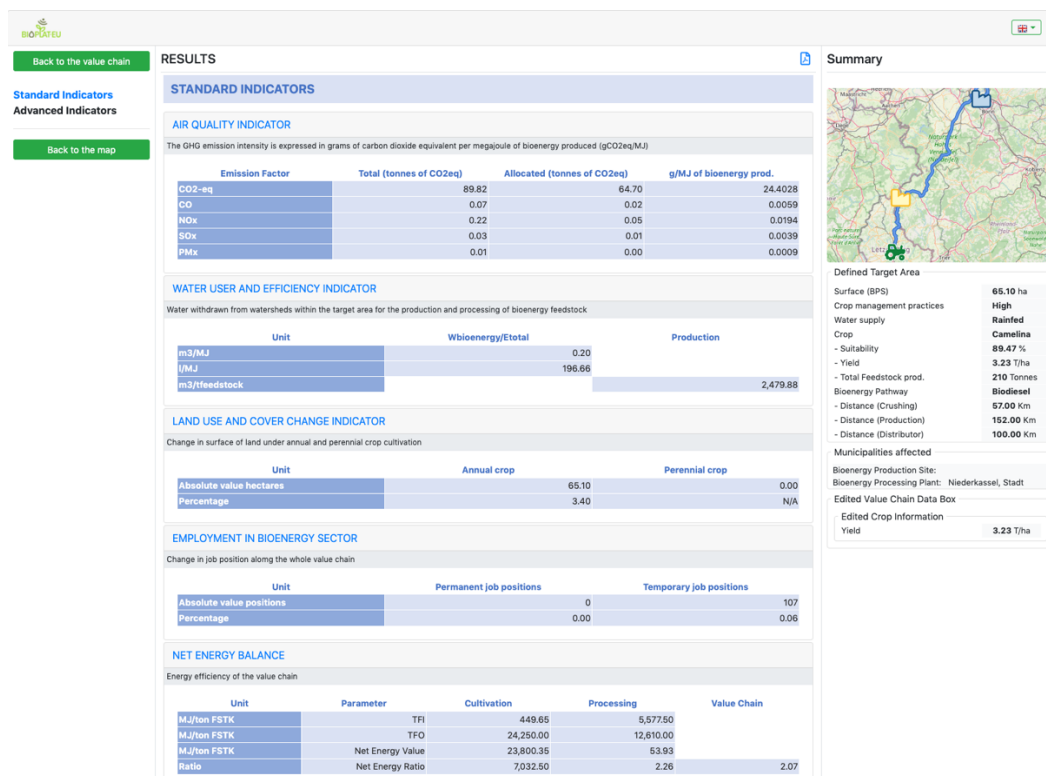 BIOPLAT EU
Back to the value chain
Standard Indicators
Advanced Indicators
Back to the map
RESULTS
STANDARD INDICATORS
AIR QUALITY INDICATOR
The GHG emission intensity is expressed in grams of carbon dioxide equivalent per megajoule of bioenergy produced (gCO2eq/MJ)
Emission Factor Total (tonnes of CO2eq) Allocated (tonnes of CO2eq) g/MJ of bioenergy prod.
CO2-eq 89.82 64.70 24.4028
CO 0.07 0.02 0.0059
NOx 0.22 0.05 0.0194
SOx 0.03 0.01 0.0039
PMx 0.01 0.00 0.0009
WATER USER AND EFFICIENCY INDICATOR
Water withdrawn from watersheds within the target area for the production and processing of bioenergy feedstock
Unit Wbioenergy/Etotal Production
m3/MJ 0.20
l/MJ 196.66
m3/tfeedstock 2,479.88
LAND USE AND COVER CHANGE INDICATOR
Change in surface of land under annual and perennial crop cultivation
Unit Annual crop Perennial crop
Absolute value hectares 65.10 0.00
Percentage 3.40 N/A
EMPLOYMENT IN BIOENERGY SECTOR
Change in job position alomg the whole value chain
Unit Permanent job positions Temporary job positions
Absolute value positions 0 107
Percentage 0.00 0.06
NET ENERGY BALANCE
Energy efficiency of the value chain
Unit Parameter Cultivation Processing Value Chain
MJ/ton FSTK TFI 449.65 5,577.50
MJ/ton FSTK TFO 24,250.00 12,610.00
MJ/ton FSTK Net Energy Value 23,800.35 53.93
Ratio Net Energy Ratio 7,032.50 2.26 2.07
Summary
Defined Target Area
Surface (BPS) 65.10 ha
Crop management practices High
Water supply Rainfed
Crop Camelina
- Suitability 89.47 %
- Yield 3.23 T/ha
- Total Feedstock prod. 210 Tonnes
Bioenergy Pathway Biodiesel
- Distance (Crushing) 57.00 Km
- Distance (Production) 152.00 Km
- Distance (Distributor) 100.00 Km
Municipalities affected
Bioenergy Production Site:
Bioenergy Processing Plant: Niederkassel, Stadt
Edited Value Chain Data Box
Edited Crop Information
Yield 3.23 T/ha